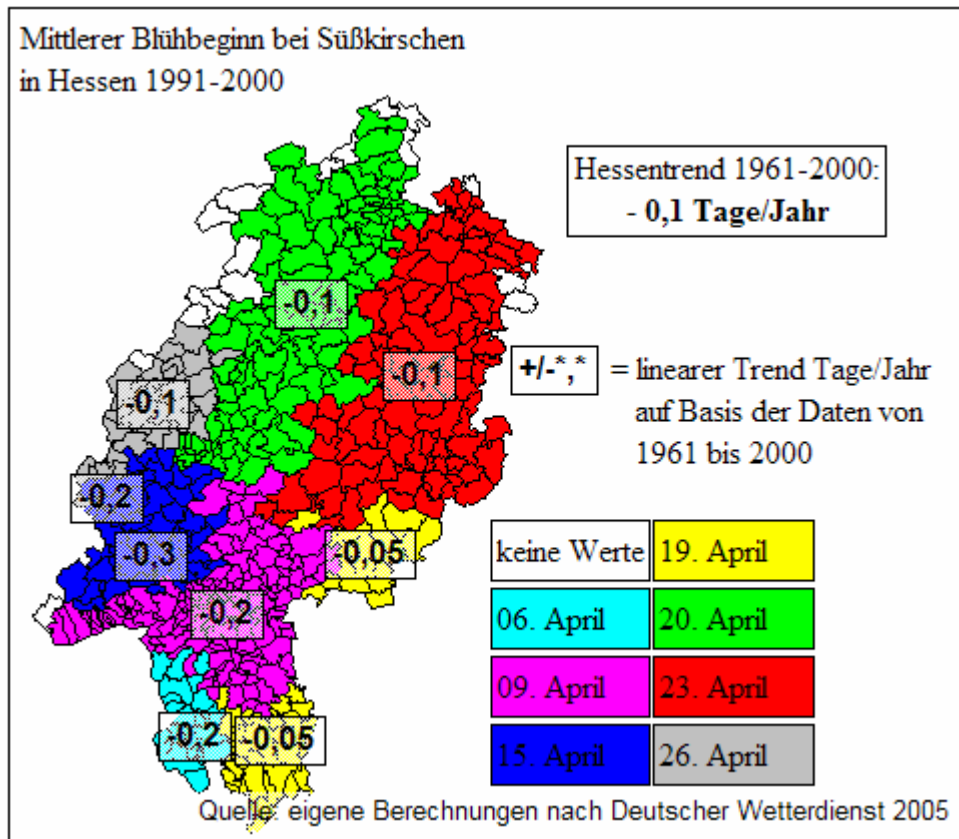 Mittlerer Blühbeginn bei Süßkirschen
in Hessen 1991-2000
Hessentrend 1961-2000:
- 0,1 Tage/Jahr
-0,1
-0,1
+/-*,* = linearer Trend Tage/Jahr
auf Basis der Daten von
1961 bis 2000
-0,1
-0,2
-0,3
-0,05
-0,2
-0,2
-0,05
keine Werte
19. April
06. April
20. April
09. April
23. April
15. April
26. April
Quelle: eigene Berechnungen nach Deutscher Wetterdienst 2005